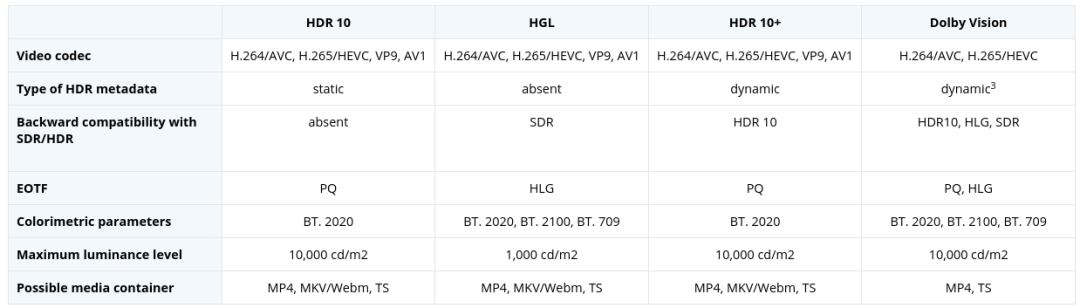 HDR 10 HGL HDR 10+ Dolby Vision
Video codec H.264/AVC, H.265/HEVC, VP9, AV1 H.264/AVC, H.265/HEVC, VP9, AV1 H.264/AVC, H.265/HEVC, VP9, AV1 H.264/AVC, H.265/HEVC
Type of HDR metadata static absent dynamic dynamic³
Backward compatibility with absent SDR HDR 10 HDR10, HLG, SDR
SDR/HDR
EOTF PQ HLG PQ PQ, HLG
Colorimetric parameters BT. 2020 BT. 2020, BT. 2100, BT. 709 BT. 2020 BT. 2020, BT. 2100, BT. 709
Maximum luminance level 10,000 cd/m2 1,000 cd/m2 10,000 cd/m2 10,000 cd/m2
Possible media container MP4, MKV/Webm, TS MP4, MKV/Webm, TS MP4, MKV/Webm, TS MP4, TS